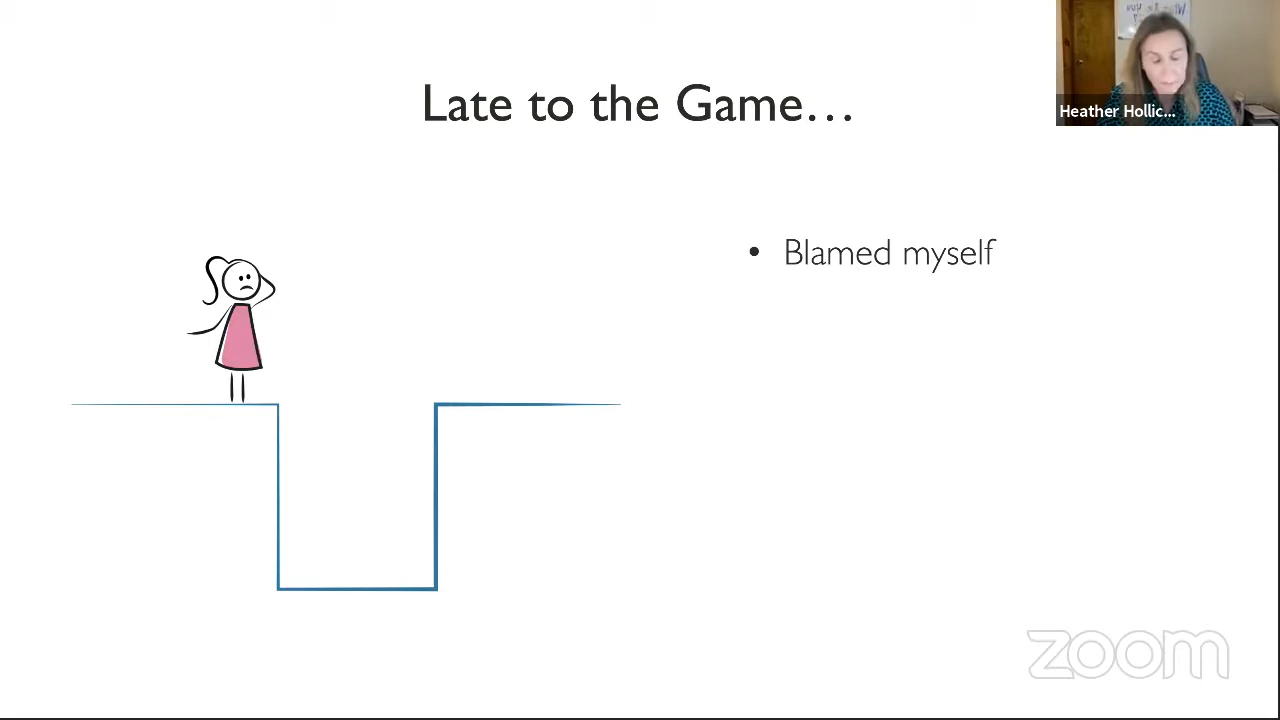 Late to the Game…
Heather Hollic...
• Blamed myself
zoom